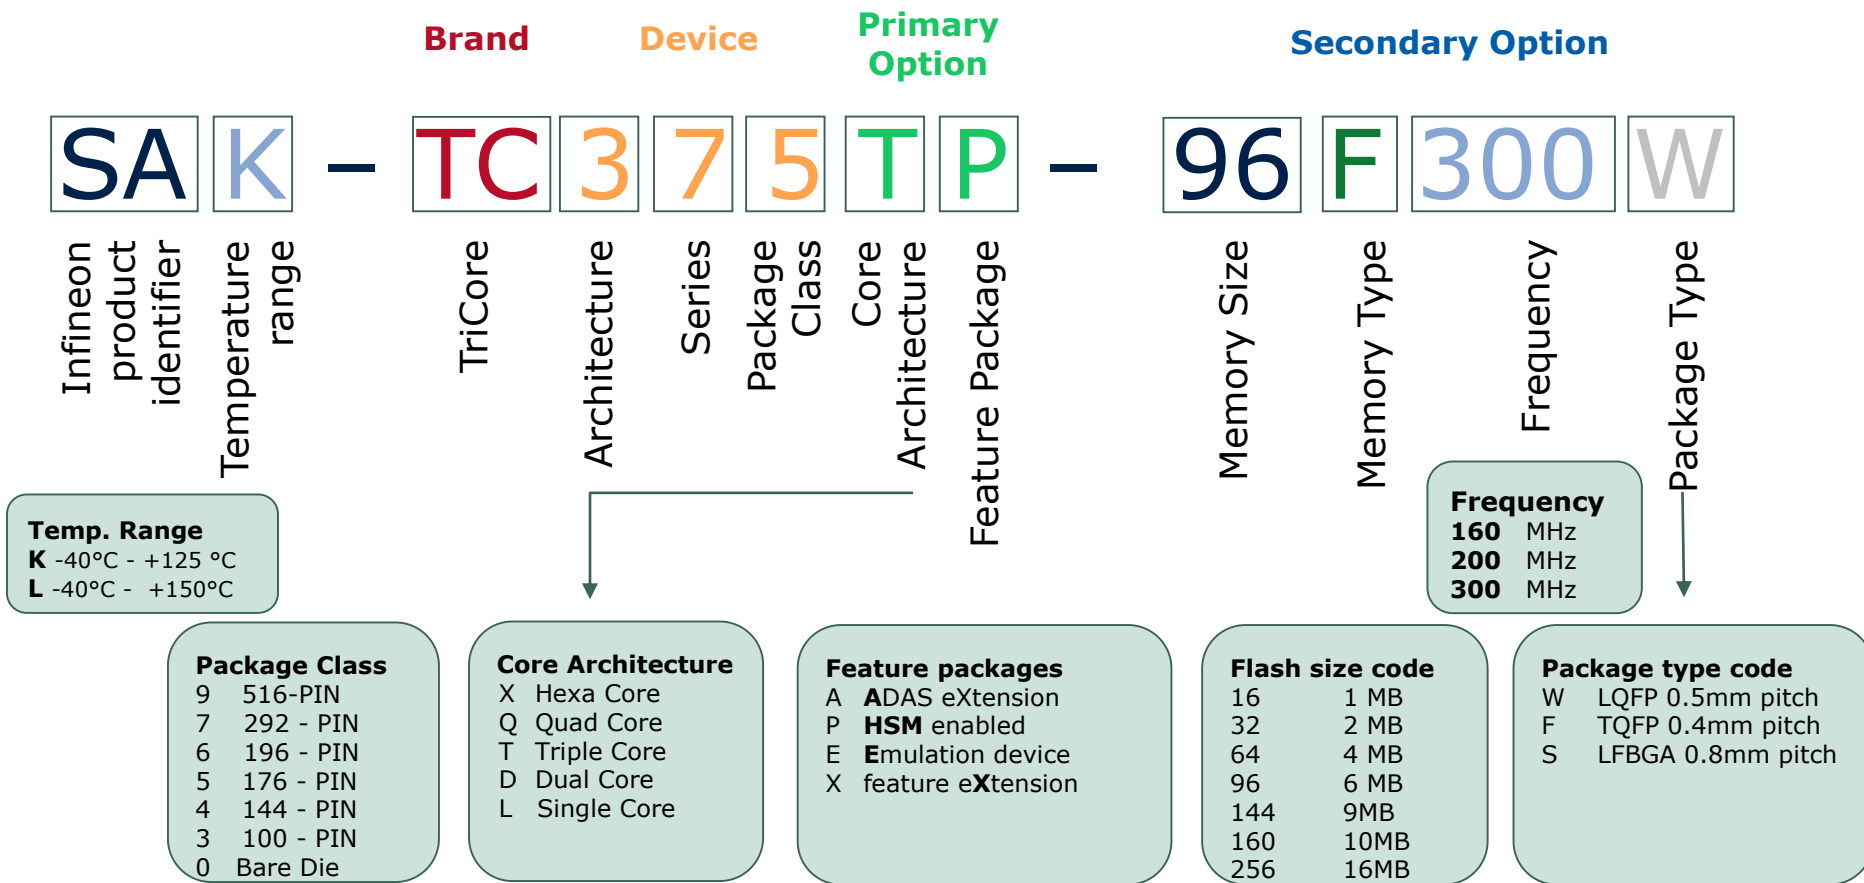 Brand
Device
Primary
Option
Secondary Option
SA K – TC 3 7 5 T P – 96 F 300 W
Infineon
product
identifier
Temperature
range
TriCore
Architecture
Series
Package
Class
Core
Architecture
Feature Package
Memory Size
Memory Type
Frequency
Package Type
Temp. Range
K -40°C - +125 °C
L -40°C - +150°C
Frequency
160 MHz
200 MHz
300 MHz
Package Class
9 516-PIN
7 292 - PIN
6 196 - PIN
5 176 - PIN
4 144 - PIN
3 100 - PIN
0 Bare Die
Core Architecture
X Hexa Core
Q Quad Core
T Triple Core
D Dual Core
L Single Core
Feature packages
A ADAS eXtension
P HSM enabled
E Emulation device
X feature eXtension
Flash size code
16 1 MB
32 2 MB
64 4 MB
96 6 MB
144 9MB
160 10MB
256 16MB
Package type code
W LQFP 0.5mm pitch
F TQFP 0.4mm pitch
S LFBGA 0.8mm pitch